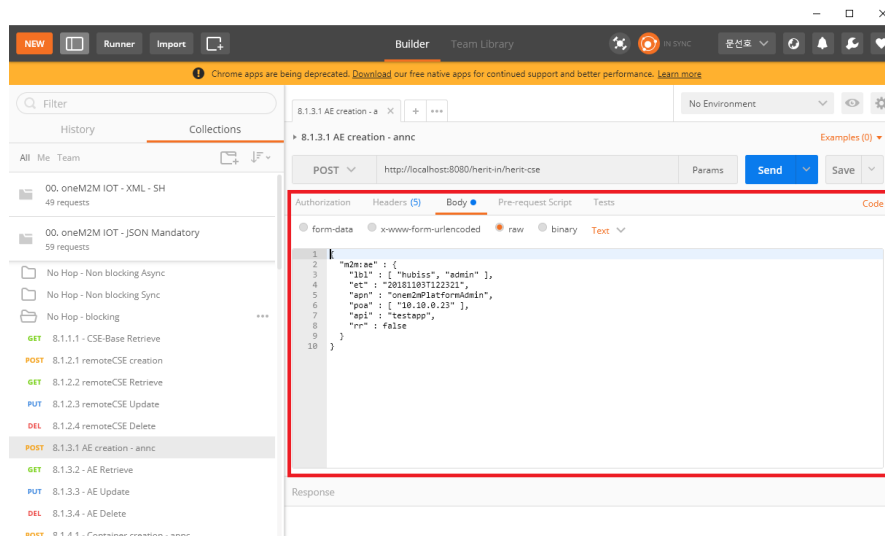 NEW Runner Import Builder Team Library IN SYNC 문선호
Chrome apps are being deprecated. Download our free native apps for continued support and better performance. Learn more
Filter
History Collections
All Me Team
00. oneM2M IOT - XML - SH
49 requests
00. oneM2M IOT - JSON Mandatory
59 requests
No Hop - Non blocking Async
No Hop - Non blocking Sync
No Hop - blocking
GET 8.1.1.1 - CSE-Base Retrieve
POST 8.1.2.1 remoteCSE creation
GET 8.1.2.2 remoteCSE Retrieve
PUT 8.1.2.3 remoteCSE Update
DEL 8.1.2.4 remoteCSE Delete
POST 8.1.3.1 AE creation - annc
GET 8.1.3.2 - AE Retrieve
PUT 8.1.3.3 - AE Update
DEL 8.1.3.4 - AE Delete
POST 8.1.4.1 - Container creation - annc
8.1.3.1 AE creation - a
No Environment
8.1.3.1 AE creation - annc
Examples (0)
POST http://localhost:8080/herit-in/herit-cse Params Send Save
Authorization Headers (5) Body Pre-request Script Tests Code
form-data x-www-form-urlencoded raw binary Text
1 {
2 "m2m:ae" : {
3 "lbl" : [ "hubiss", "admin" ],
4 "et" : "20181103T122321",
5 "apn" : "onem2mPlatformAdmin",
6 "poa" : [ "10.10.0.23" ],
7 "api" : "testapp",
8 "rr" : false
9 }
10 }
Response